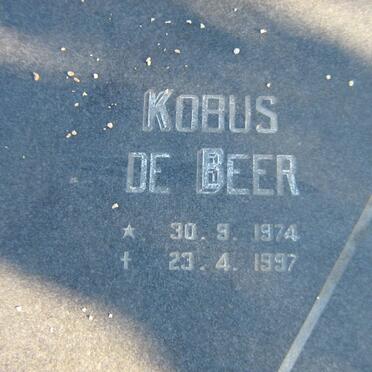 KOBUS
DE BEER
★ 30.9.1974
† 23.4.1997